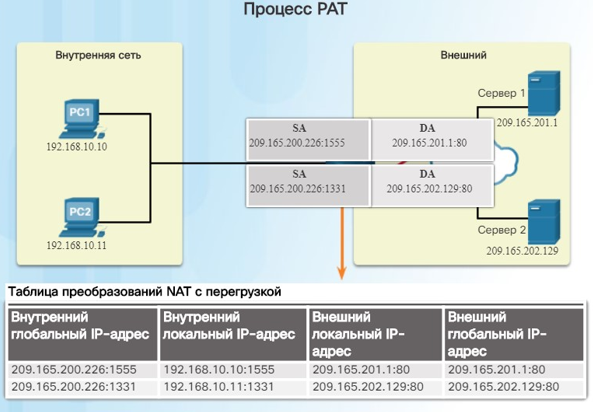 Процесс PAT
Внутренняя сеть
Внешний
PC1
192.168.10.10
PC2
192.168.10.11
SA
209.165.200.226:1555
DA
209.165.201.1:80
SA
209.165.200.226:1331
DA
209.165.202.129:80
Сервер 1
209.165.201.1
Сервер 2
209.165.202.129
Таблица преобразований NAT с перегрузкой
Внутренний
глобальный IP-адрес
Внутренний
локальный IP-адрес
Внешний
локальный IP-
адрес
Внешний
глобальный IP-
адрес
209.165.200.226:1555 192.168.10.10:1555 209.165.201.1:80 209.165.201.1:80
209.165.200.226:1331 192.168.10.11:1331 209.165.202.129:80 209.165.202.129:80